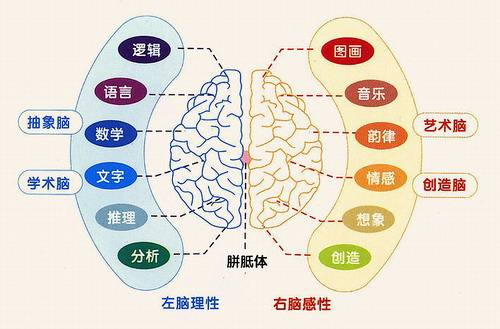 逻辑
语言
数学
文字
推理
分析
抽象脑
学术脑
图画
音乐
韵律
情感
想象
创造
艺术脑
创造脑
胼胝体
左脑理性
右脑感性